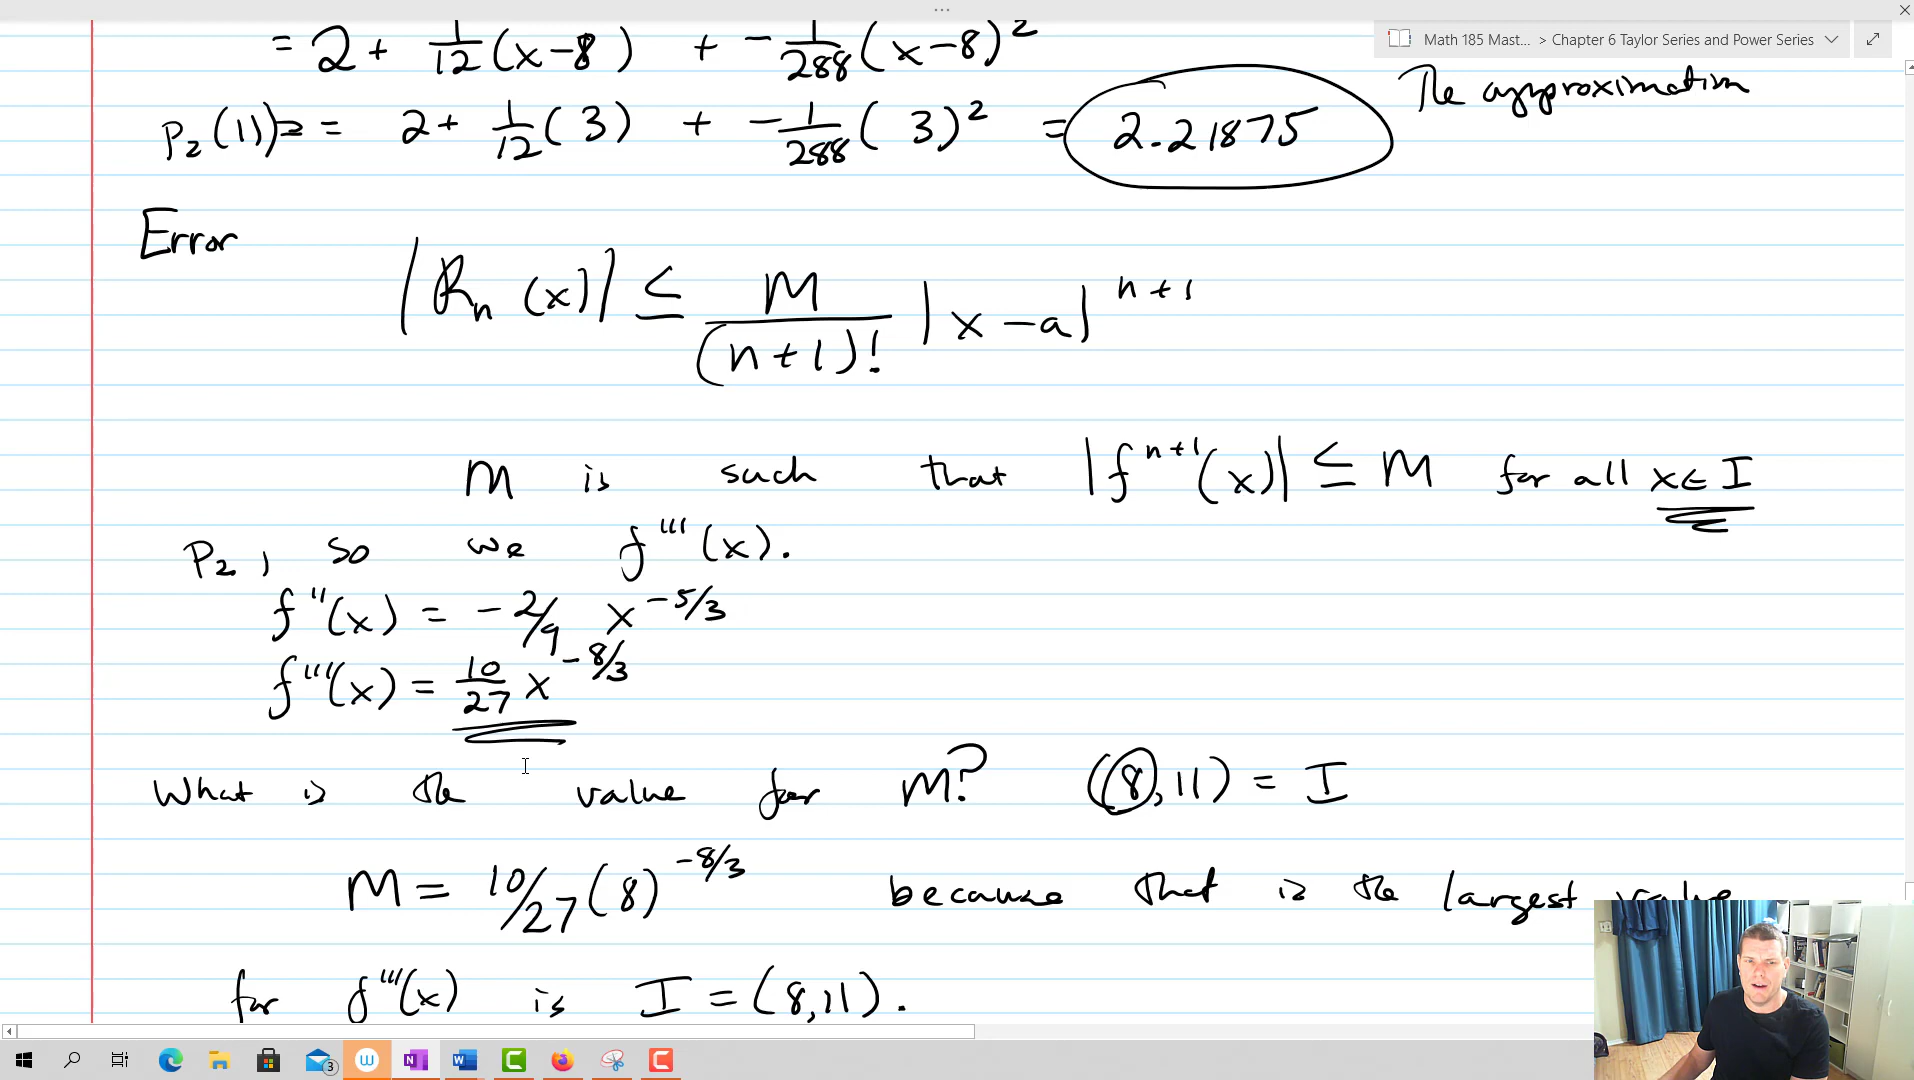 ...
Math 185 Mast... > Chapter 6 Taylor Series and Power Series
= 2 + 1/12 (x-8) + -1/288 (x-8)²
The approximation
P₂(11) = = 2 + 1/12 (3) + -1/288 (3)² = 2.21875
Error
|Rₙ(x)| ≤ M/(n+1)! |x-a|ⁿ⁺¹
M is such that |fⁿ⁺¹(x)| ≤ M for all x ∈ I
P₂, so we f'''(x).
f''(x) = -2/9 x^(-5/3)
f'''(x) = 10/27 x^(-8/3)
What is the value for M? (8,11) = I
M = 10/27 (8)^(-8/3) because that is the largest value
for f'''(x) is I = (8,11).
3